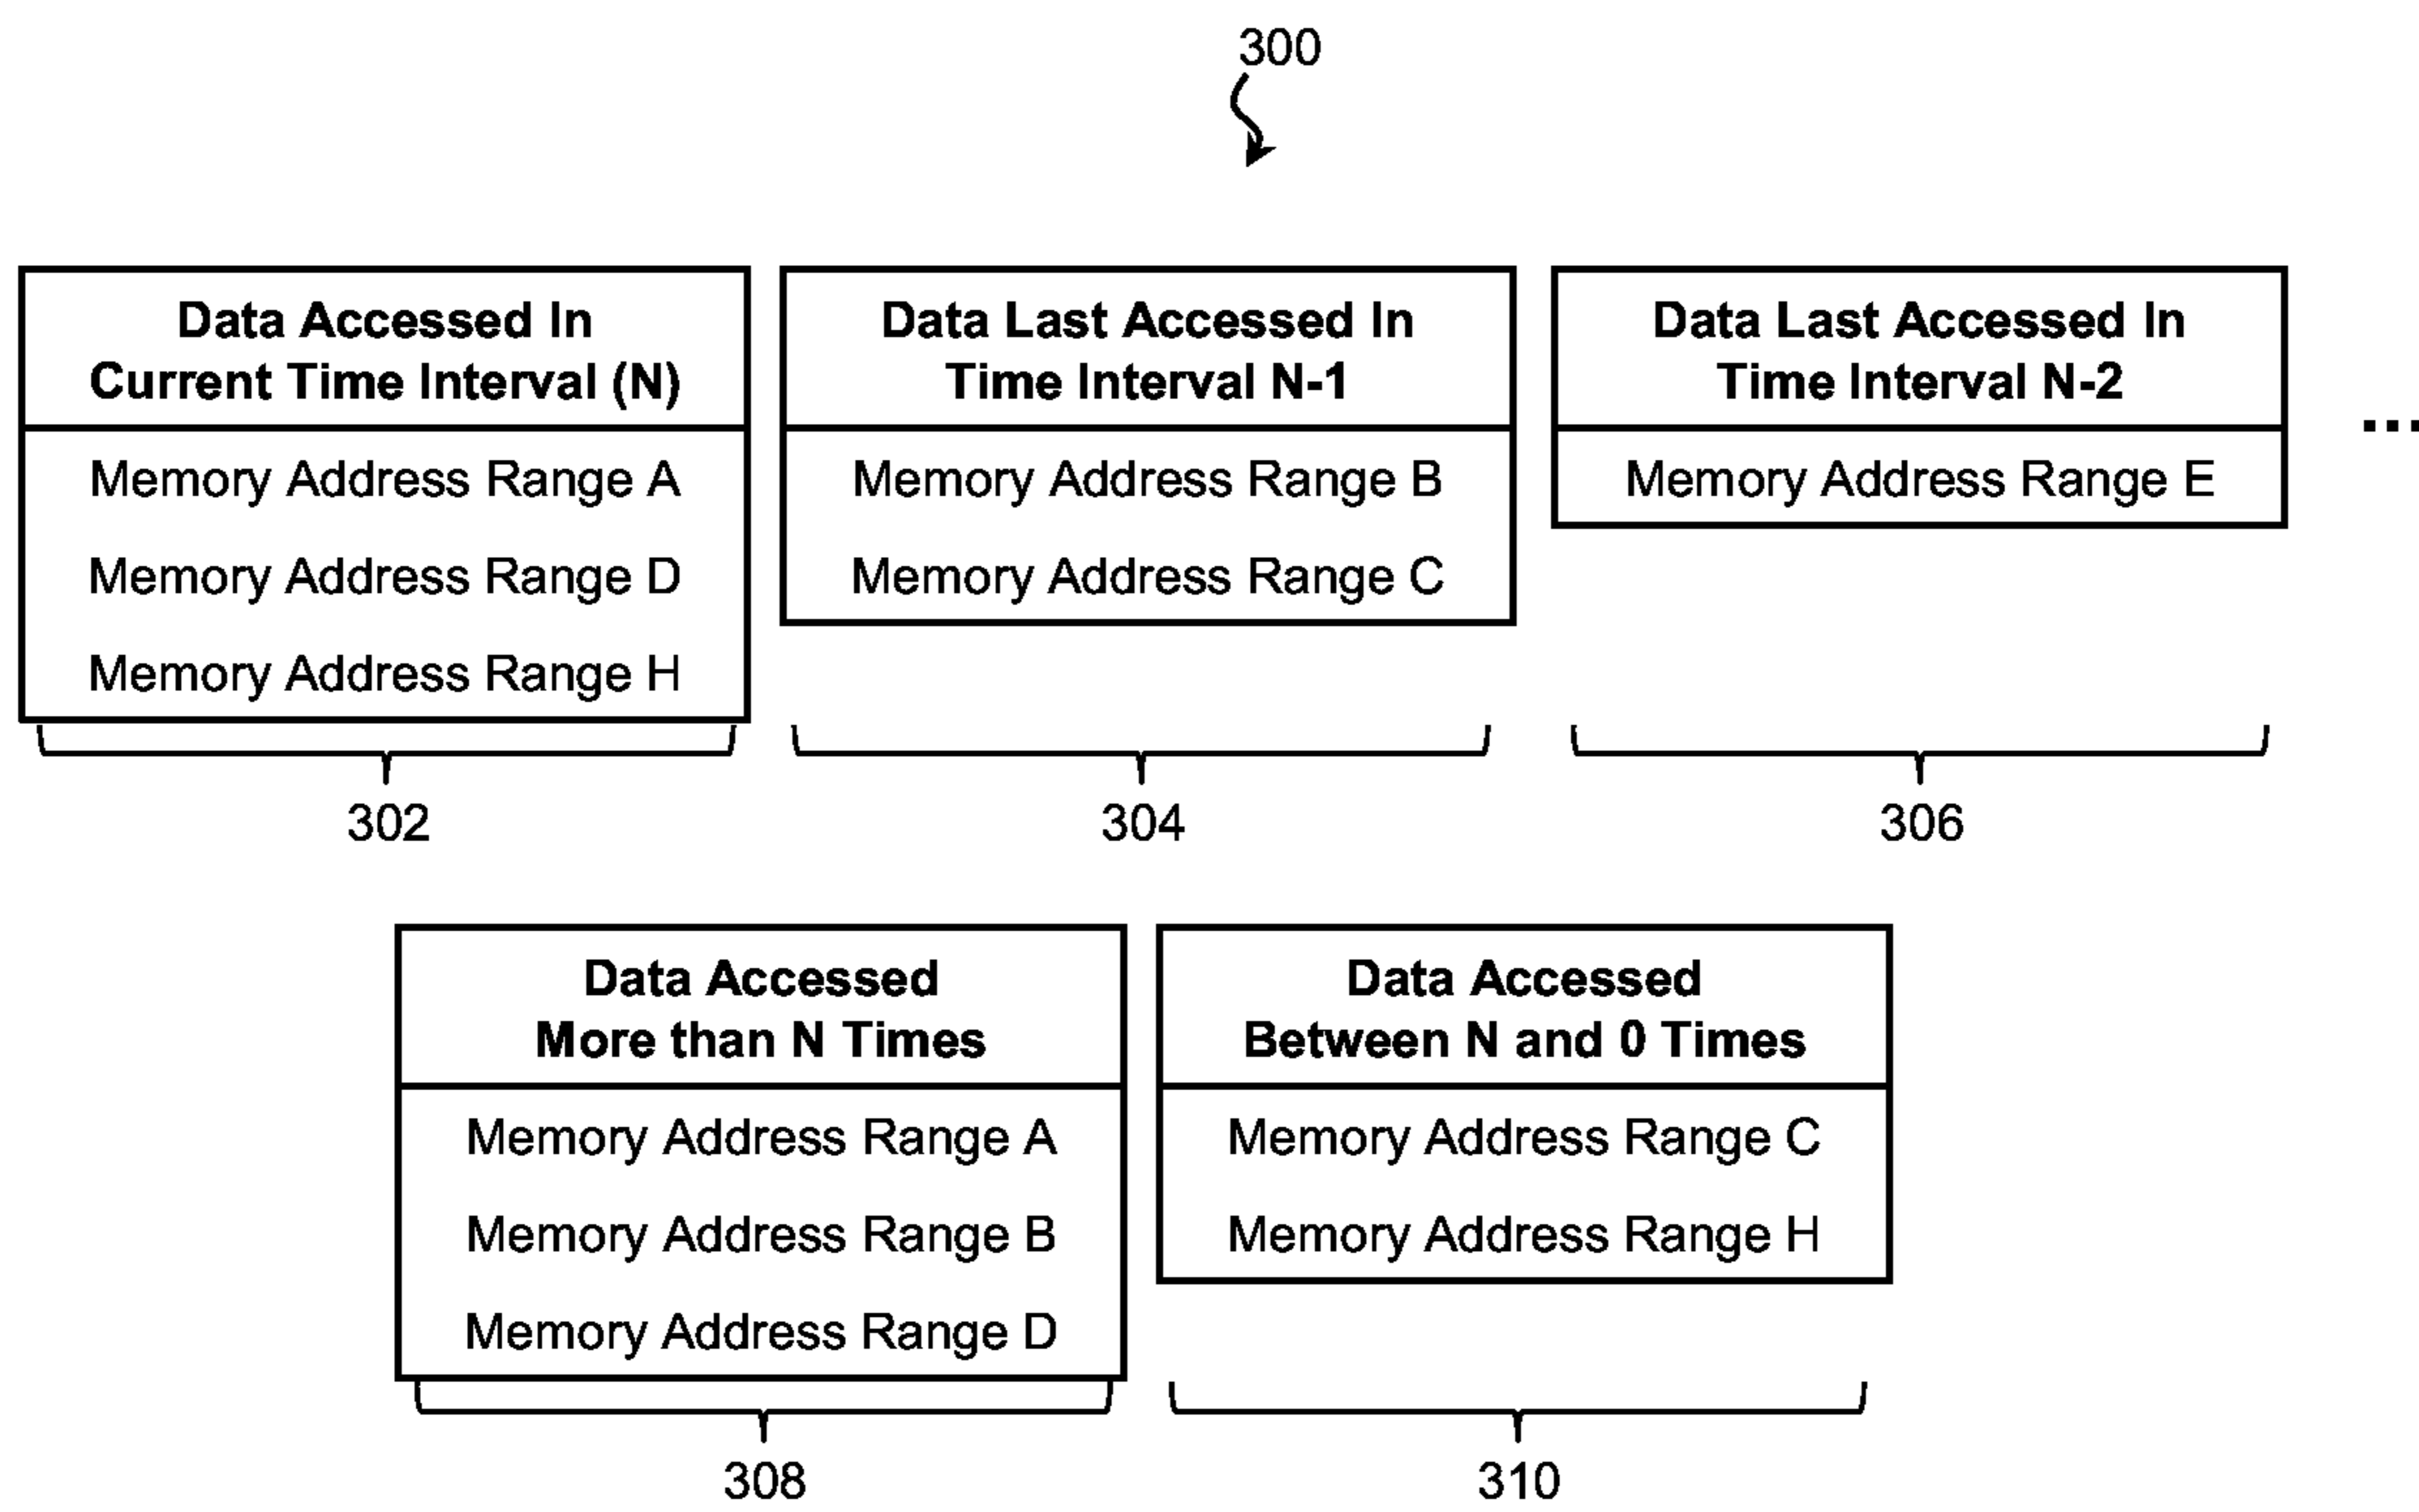 300
Data Accessed In
Current Time Interval (N)
Memory Address Range A
Memory Address Range D
Memory Address Range H
302
Data Last Accessed In
Time Interval N-1
Memory Address Range B
Memory Address Range C
304
Data Last Accessed In
Time Interval N-2
Memory Address Range E
306
...
Data Accessed
More than N Times
Memory Address Range A
Memory Address Range B
Memory Address Range D
308
Data Accessed
Between N and 0 Times
Memory Address Range C
Memory Address Range H
310